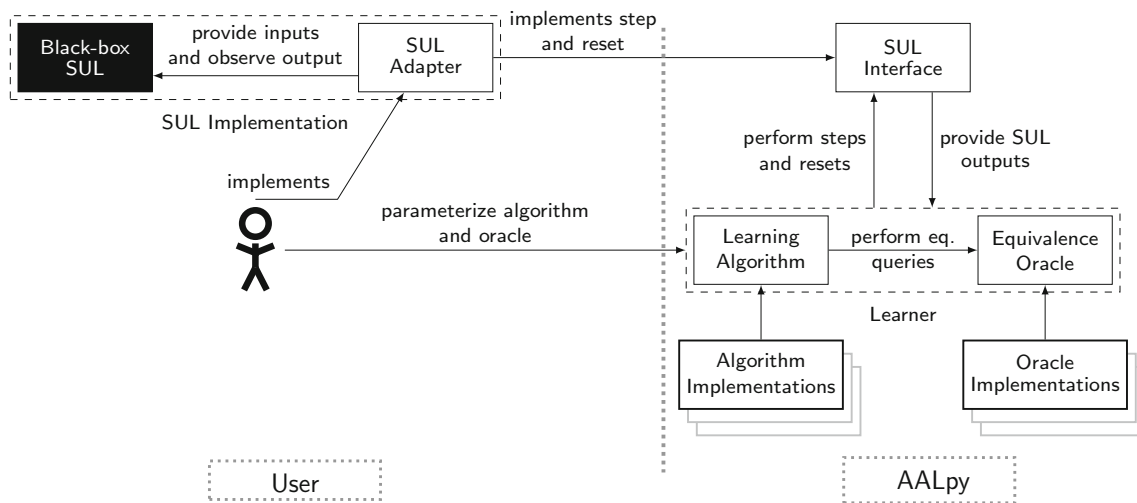 Black-box
SUL
provide inputs
and observe output
SUL
Adapter
implements step
and reset
SUL
Interface
SUL Implementation
perform steps
and resets
provide SUL
outputs
implements
parameterize algorithm
and oracle
Learning
Algorithm
perform eq.
queries
Equivalence
Oracle
Learner
Algorithm
Implementations
Oracle
Implementations
User
AALpy